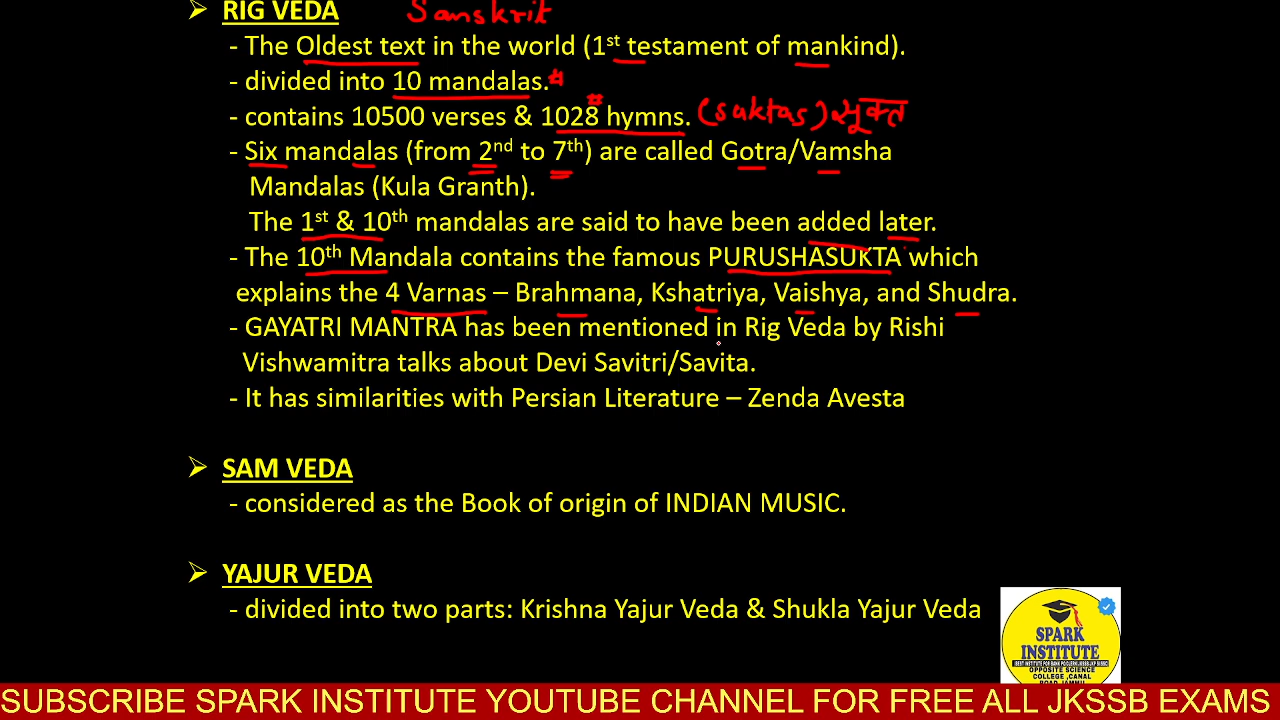 ➢ RIG VEDA Sanskrit
- The Oldest text in the world (1st testament of mankind).
- divided into 10 mandalas.#
#
- contains 10500 verses & 1028 hymns. (suktas) सूक्त
- Six mandalas (from 2nd to 7th) are called Gotra/Vamsha
Mandalas (Kula Granth).
The 1st & 10th mandalas are said to have been added later.
- The 10th Mandala contains the famous PURUSHASUKTA which
explains the 4 Varnas – Brahmana, Kshatriya, Vaishya, and Shudra.
- GAYATRI MANTRA has been mentioned in Rig Veda by Rishi
Vishwamitra talks about Devi Savitri/Savita.
- It has similarities with Persian Literature – Zenda Avesta
➢ SAM VEDA
- considered as the Book of origin of INDIAN MUSIC.
➢ YAJUR VEDA
- divided into two parts: Krishna Yajur Veda & Shukla Yajur Veda
SPARK
INSTITUTE
OPPOSITE SCIENCE
COLLEGE ,CANAL
ROAD JAMMU
SUBSCRIBE SPARK INSTITUTE YOUTUBE CHANNEL FOR FREE ALL JKSSB EXAMS